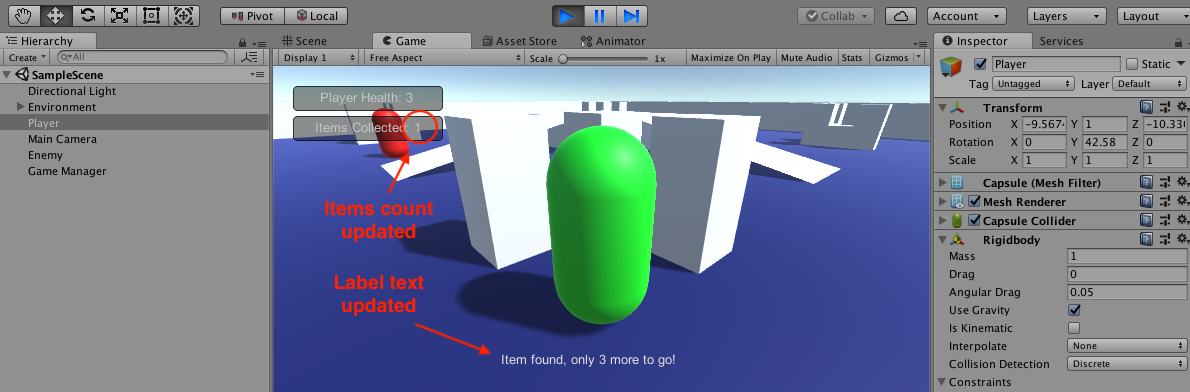 Pivot Local Collab Account Layers Layout
Hierarchy
Create All
SampleScene
Directional Light
Environment
Player
Main Camera
Enemy
Game Manager
Scene Game Asset Store Animator
Display 1 Free Aspect Scale 1x Maximize On Play Mute Audio Stats Gizmos
Player Health: 3
Items Collected: 1
Items count
updated
Label text
updated
Item found, only 3 more to go!
Inspector Services
Player Static
Tag Untagged Layer Default
Transform
Position X -9.5674 Y 1 Z
Rotation X 0 Y 42.58 Z 0
Scale X 1 Y 1 Z 1
Capsule (Mesh Filter)
Mesh Renderer
Capsule Collider
Rigidbody
Mass 1
Drag 0
Angular Drag 0.05
Use Gravity
Is Kinematic
Interpolate None
Collision Detection Discrete
Constraints